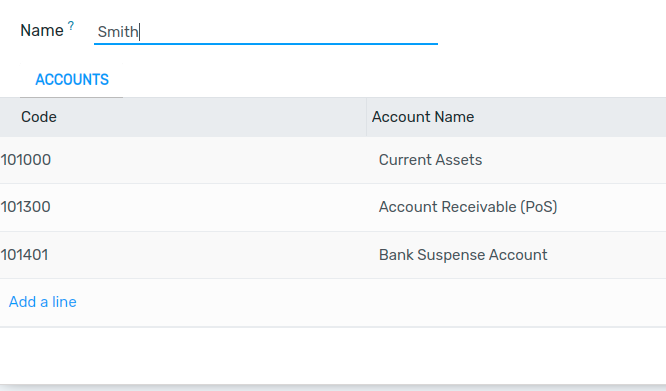 Name ? Smith
ACCOUNTS
Code Account Name
101000 Current Assets
101300 Account Receivable (PoS)
101401 Bank Suspense Account
Add a line